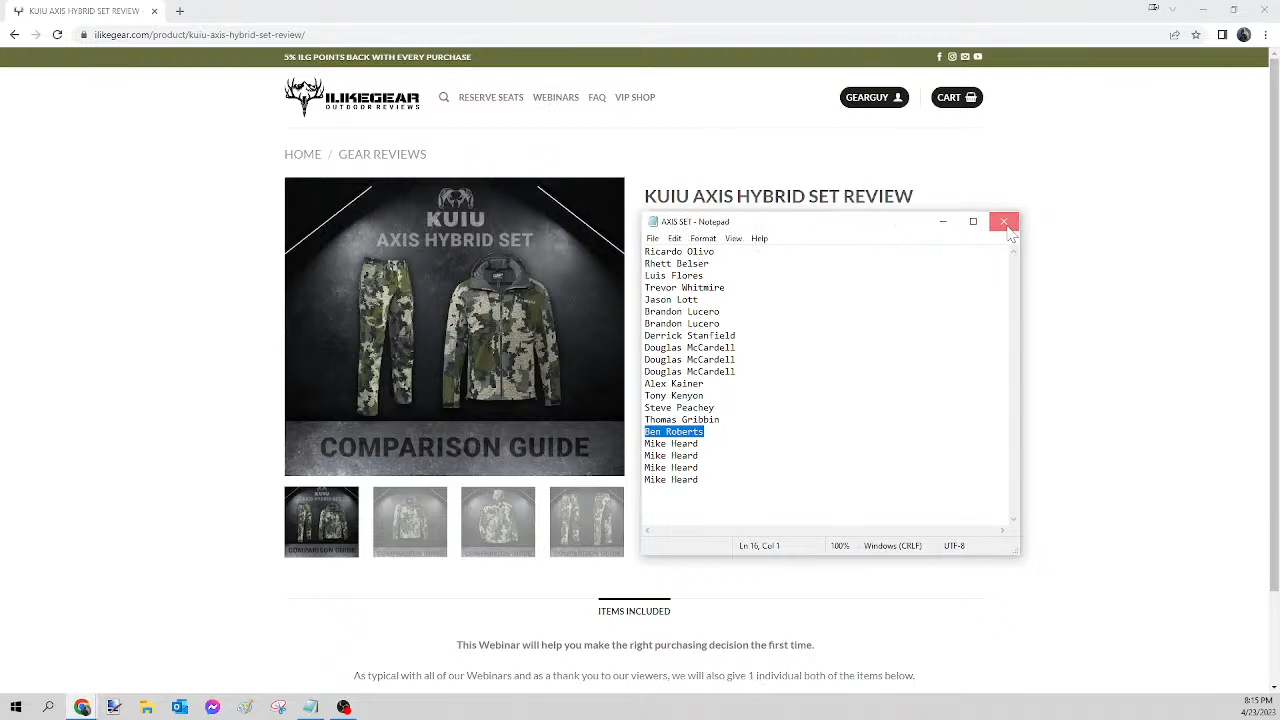 KUIU AXIS HYBRID SET REVIEW -
ilikegear.com/product/kuiu-axis-hybrid-set-review/
5% ILG POINTS BACK WITH EVERY PURCHASE
ILIKEGEAR
OUTDOOR REVIEWS
RESERVE SEATS
WEBINARS
FAQ
VIP SHOP
GEARGUY
CART
HOME / GEAR REVIEWS
KUIU
AXIS HYBRID SET
COMPARISON GUIDE
KUIU AXIS HYBRID SET REVIEW
AXIS SET - Notepad
File Edit Format View Help
Ricardo Olivo
Rhett Belser
Luis Flores
Trevor Whitmire
Jason Lott
Brandon Lucero
Brandon Lucero
Derrick Stanfield
Douglas McCardell
Douglas McCardell
Douglas McCardell
Alex Kainer
Tony Kenyon
Steve Peachey
Thomas Gribbin
Ben Roberts
Mike Heard
Mike Heard
Mike Heard
Mike Heard
Ln 16, Col 1 100% Windows (CRLF) UTF-8
KUIU
AXIS HYBRID SET
COMPARISON GUIDE
ITEMS INCLUDED
This Webinar will help you make the right purchasing decision the first time.
As typical with all of our Webinars and as a thank you to our viewers, we will also give 1 individual both of the items below.
8:15 PM
4/23/2023